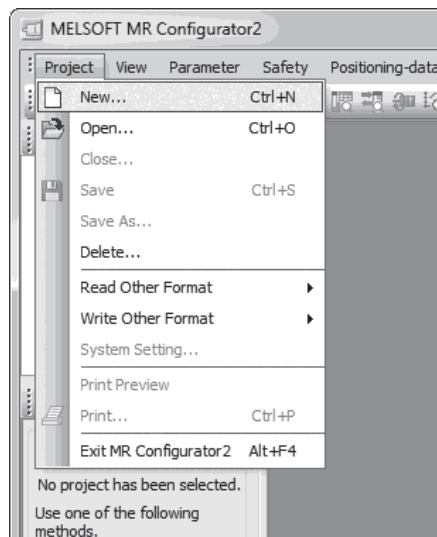 MELSOFT MR Configurator2
Project View Parameter Safety Positioning-data
New... Ctrl+N
Open... Ctrl+O
Close...
Save Ctrl+S
Save As...
Delete...
Read Other Format
Write Other Format
System Setting...
Print Preview
Print... Ctrl+P
Exit MR Configurator2 Alt+F4
No project has been selected.
Use one of the following
methods.